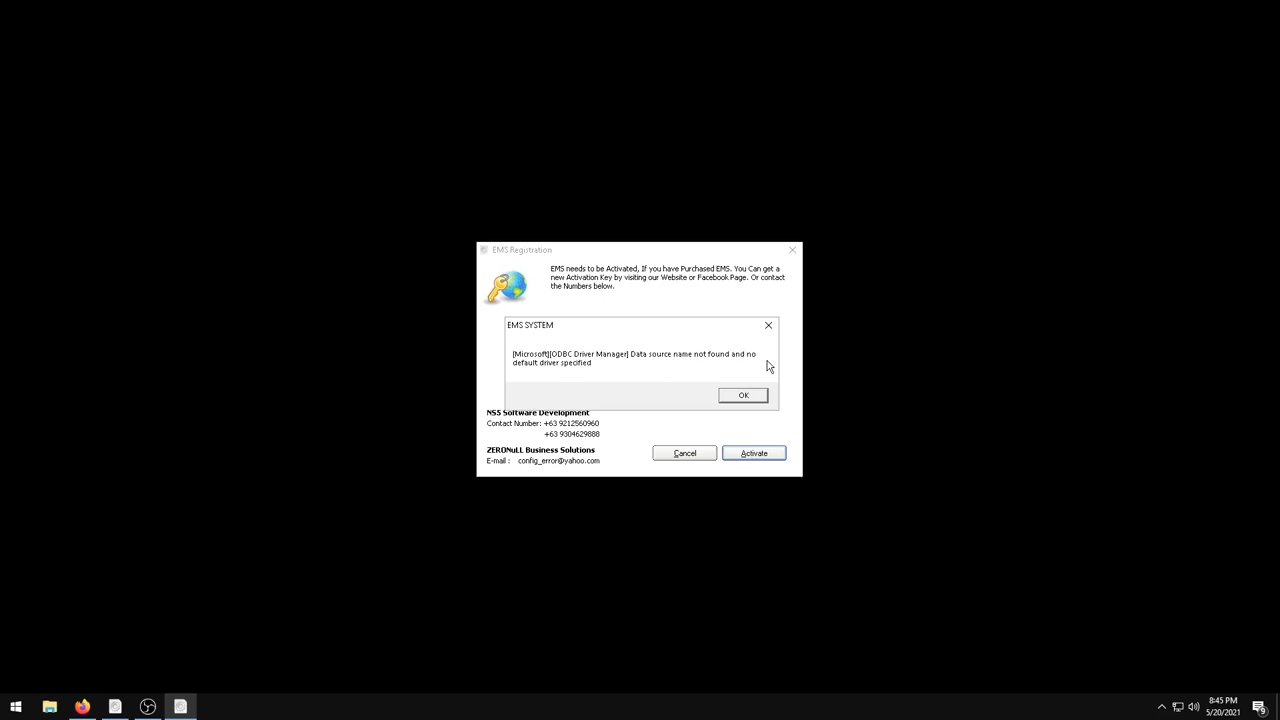 EMS Registration
EMS needs to be Activated, If you have Purchased EMS. You Can get a
new Activation Key by visiting our Website or Facebook Page. Or contact
the Numbers below.
EMS SYSTEM
[Microsoft][ODBC Driver Manager] Data source name not found and no
default driver specified
OK
NSS Software Development
Contact Number: +63 9212560960
+63 9304629888
ZERONuLL Business Solutions
E-mail : config_error@yahoo.com
Cancel
Activate
8:45 PM
5/20/2021
9